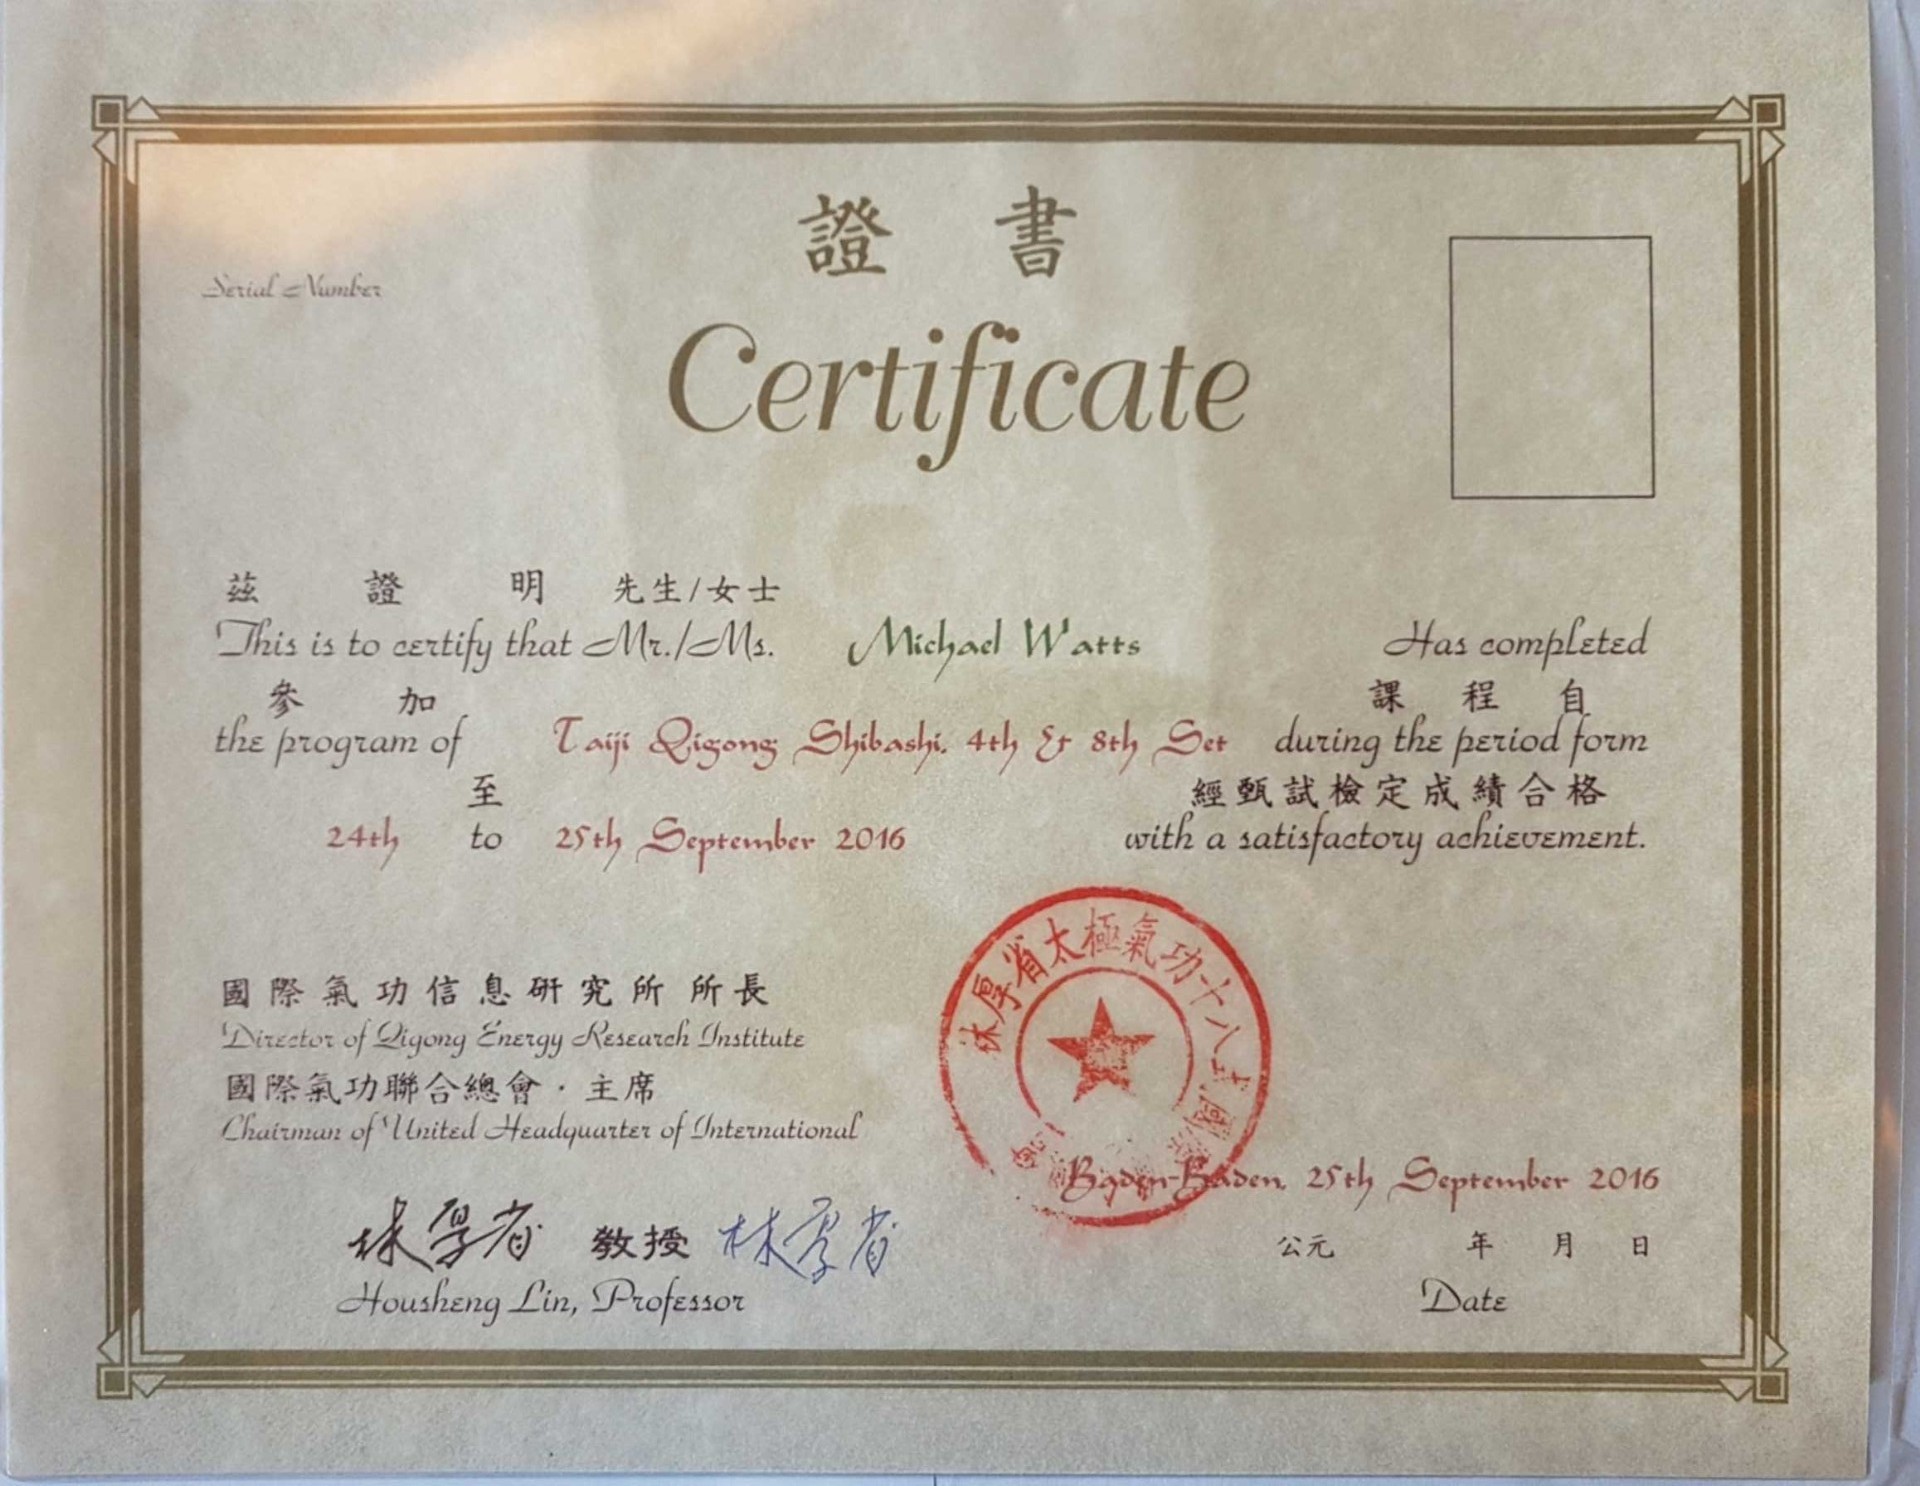 證 書
Serial Number
Certificate
茲 證 明 先生/女士
This is to certify that Mr./Ms. Michael Watts Has completed
參 加 課 程 自
the program of Taiji Qigong Shibashi, 4th & 8th Set during the period form
至 經甄試檢定成績合格
24th to 25th September 2016 with a satisfactory achievement.
林厚省太極氣功十八式國際
國際氣功信息研究所 所長
Director of Qigong Energy Research Institute
國際氣功聯合總會·主席
Chairman of United Headquarter of International
Baden-Baden, 25th September 2016
林厚省 教授 林厚省
公元 年 月 日
Housheng Lin, Professor
Date